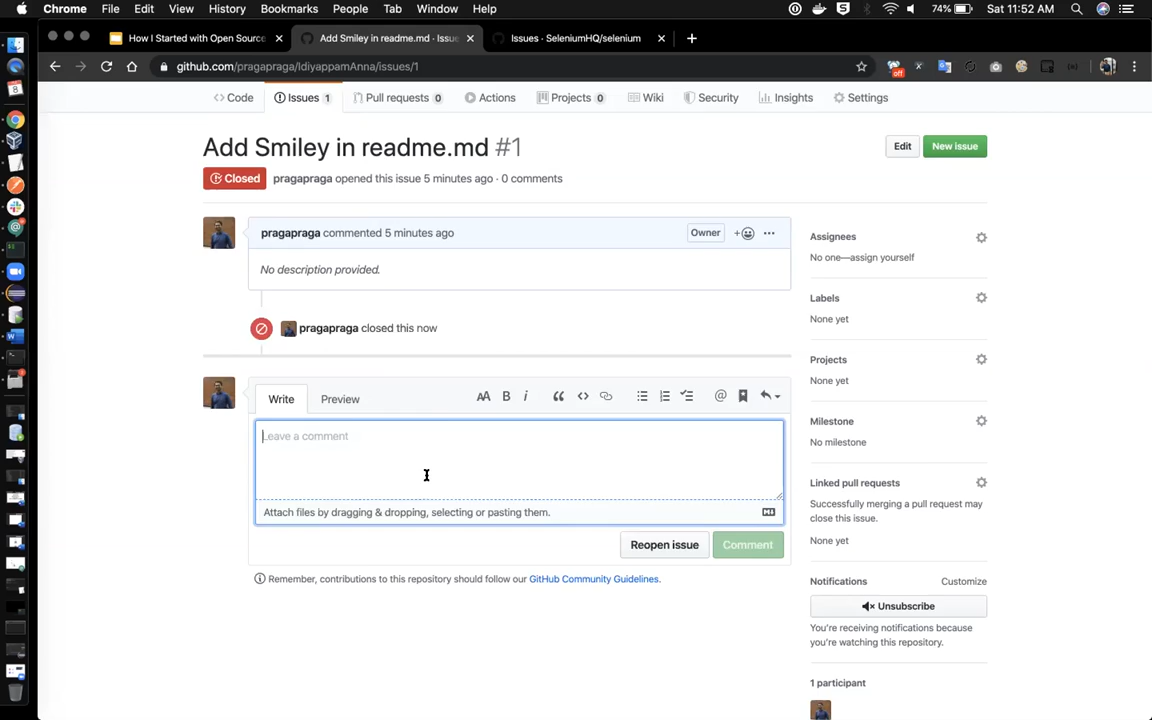 Chrome File Edit View History Bookmarks People Tab Window Help 74% Sat 11:52 AM
How I Started with Open Source
Add Smiley in readme.md · Issue
Issues · SeleniumHQ/selenium
github.com/pragapraga/IdiyappamAnna/issues/1
off
Code Issues 1 Pull requests 0 Actions Projects 0 Wiki Security Insights Settings
Add Smiley in readme.md #1
Edit New issue
Closed pragapraga opened this issue 5 minutes ago · 0 comments
pragapraga commented 5 minutes ago Owner
No description provided.
pragapraga closed this now
Write Preview
Leave a comment
Attach files by dragging & dropping, selecting or pasting them.
Reopen issue Comment
Remember, contributions to this repository should follow our GitHub Community Guidelines.
Assignees
No one—assign yourself
Labels
None yet
Projects
None yet
Milestone
No milestone
Linked pull requests
Successfully merging a pull request may
close this issue.
None yet
Notifications Customize
Unsubscribe
You're receiving notifications because
you're watching this repository.
1 participant